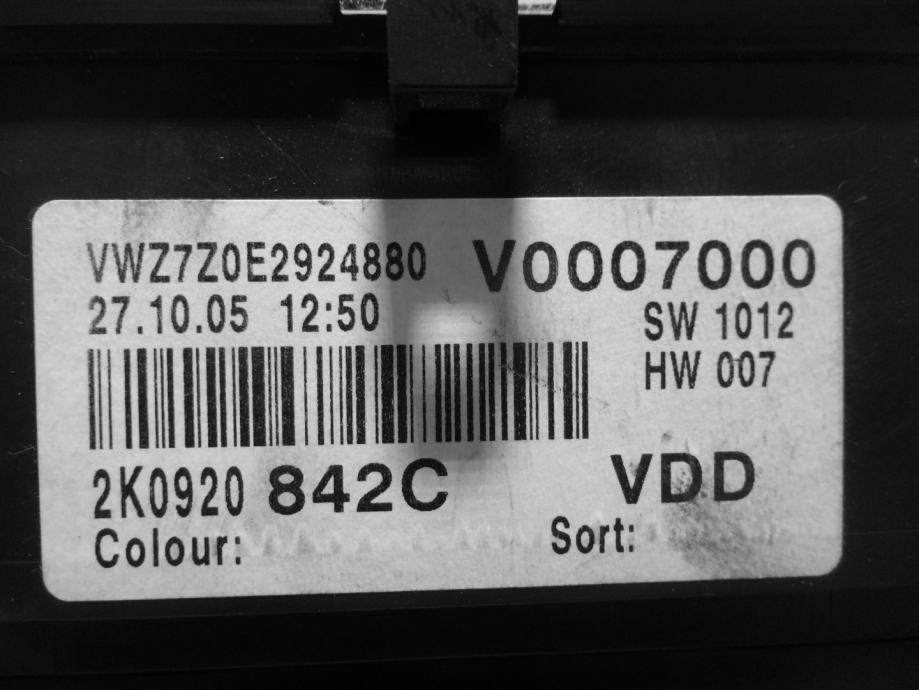 VWZ7Z0E2924880 V0007000
27.10.05 12:50 SW 1012
HW 007
2K0920 842C VDD
Colour: Sort: